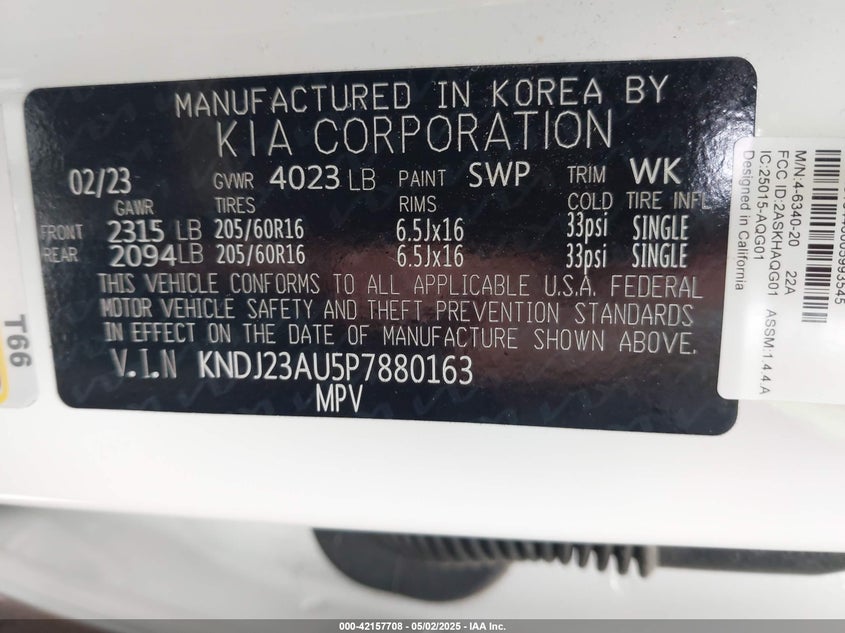 MANUFACTURED IN KOREA BY
KIA CORPORATION
02/23 GVWR 4023 LB PAINT SWP TRIM WK
GAWR TIRES RIMS COLD TIRE INFL
FRONT 2315 LB 205/60R16 6.5Jx16 33psi SINGLE
REAR 2094 LB 205/60R16 6.5Jx16 33psi SINGLE
THIS VEHICLE CONFORMS TO ALL APPLICABLE U.S.A. FEDERAL
MOTOR VEHICLE SAFETY AND THEFT PREVENTION STANDARDS
IN EFFECT ON THE DATE OF MANUFACTURE SHOWN ABOVE.
V.I.N KNDJ23AU5P7880163
MPV
M/N:4-6340-20 22A
FCC ID:2ASKHAQG01 ASSM:1.4.4.A
IC:25015-AQG01
Designed in California
T66
000-42157708 - 05/02/2025 - IAA Inc.